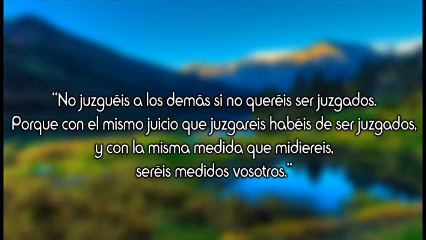 “No juzguéis a los demás si no queréis ser juzgados.
Porque con el mismo juicio que juzgareis habéis de ser juzgados,
y con la misma medida que midiereis,
seréis medidos vosotros.”